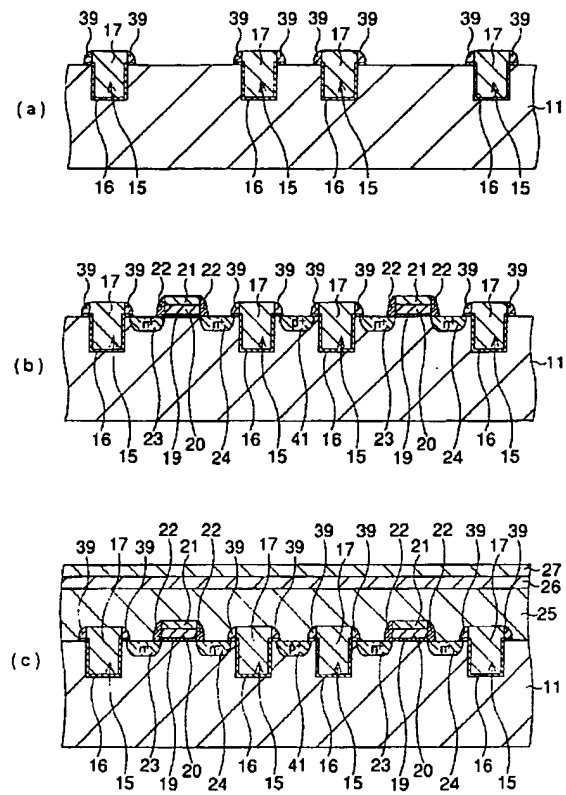 39 17 39 39 17 39 39 17 39 39 17 39
(a)
11
16 15 16 15 16 15 16 15
39 39 22 21 22 39 39 39 39 22 21 22 39 39
17 17 17 17
(b)
11
16 23 20 16 41 16 23 20 16
15 19 24 15 15 19 24 15
22 22 39 39 22 22 39 39
39 17 39 21 39 17 39 17 21 17
27
26
25
(c)
11
16 23 20 16 41 16 23 20 16
15 19 24 15 15 19 24 15